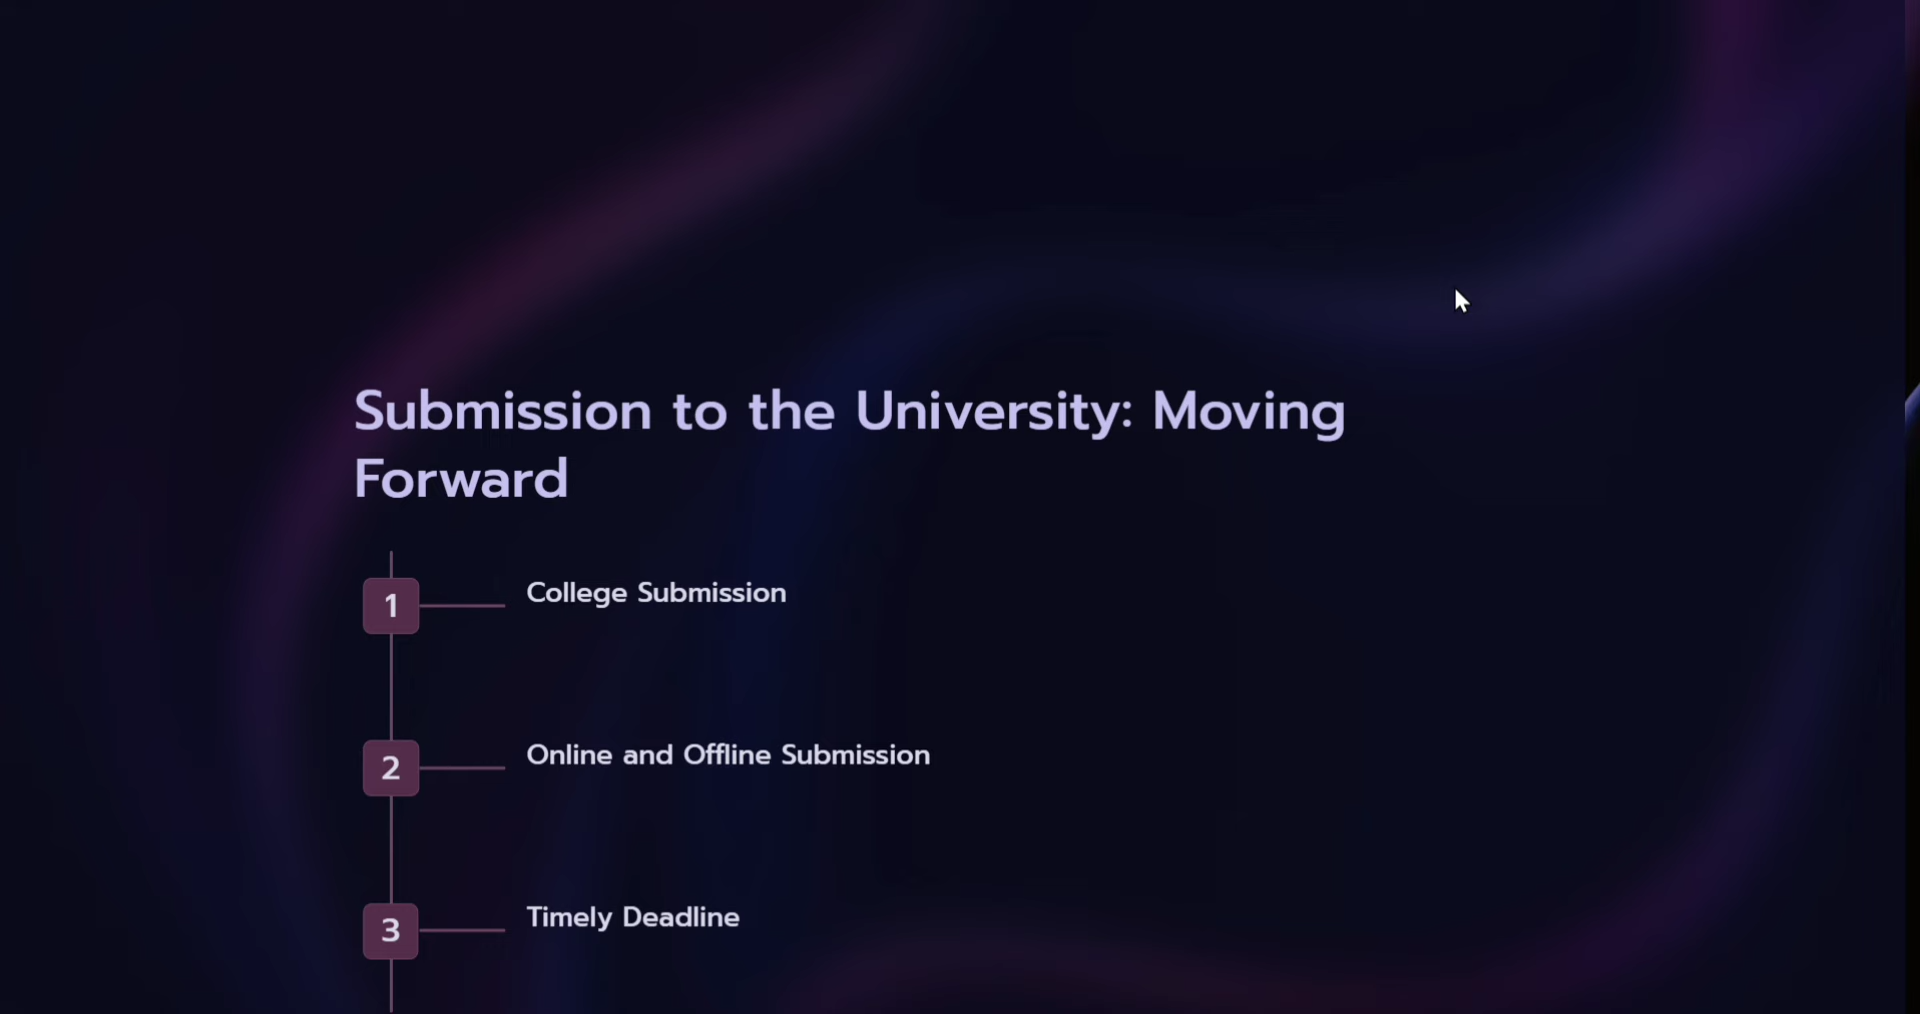 Submission to the University: Moving
Forward
1
College Submission
2
Online and Offline Submission
3
Timely Deadline